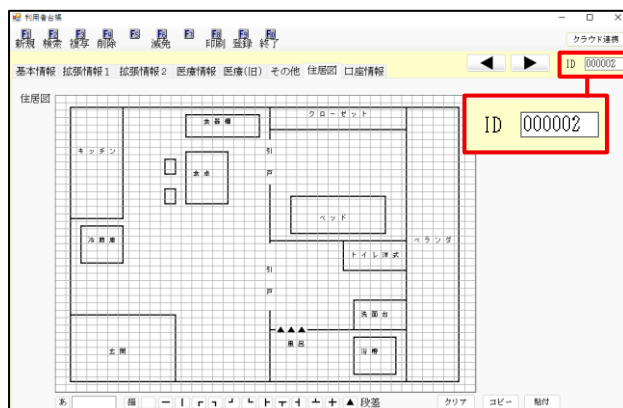 利用者台帳
F1 F2 F3 F4 F5 F6 F7 F8 F9 F0
新規 検索 複写 削除 減免 印刷 登録 終了
クラウド連携
ID 000002
基本情報 拡張情報1 拡張情報2 医療情報 医療(旧) その他 住居図 口座情報
ID 000002
住居図
クローゼット
食器棚
キッチン
引
戸
食卓
ベッド
冷蔵庫
ベランダ
トイレ洋式
引
戸
洗面台
▲▲▲
風呂
玄関
浴槽
あ
▲ 段差
クリア
コピー
貼付